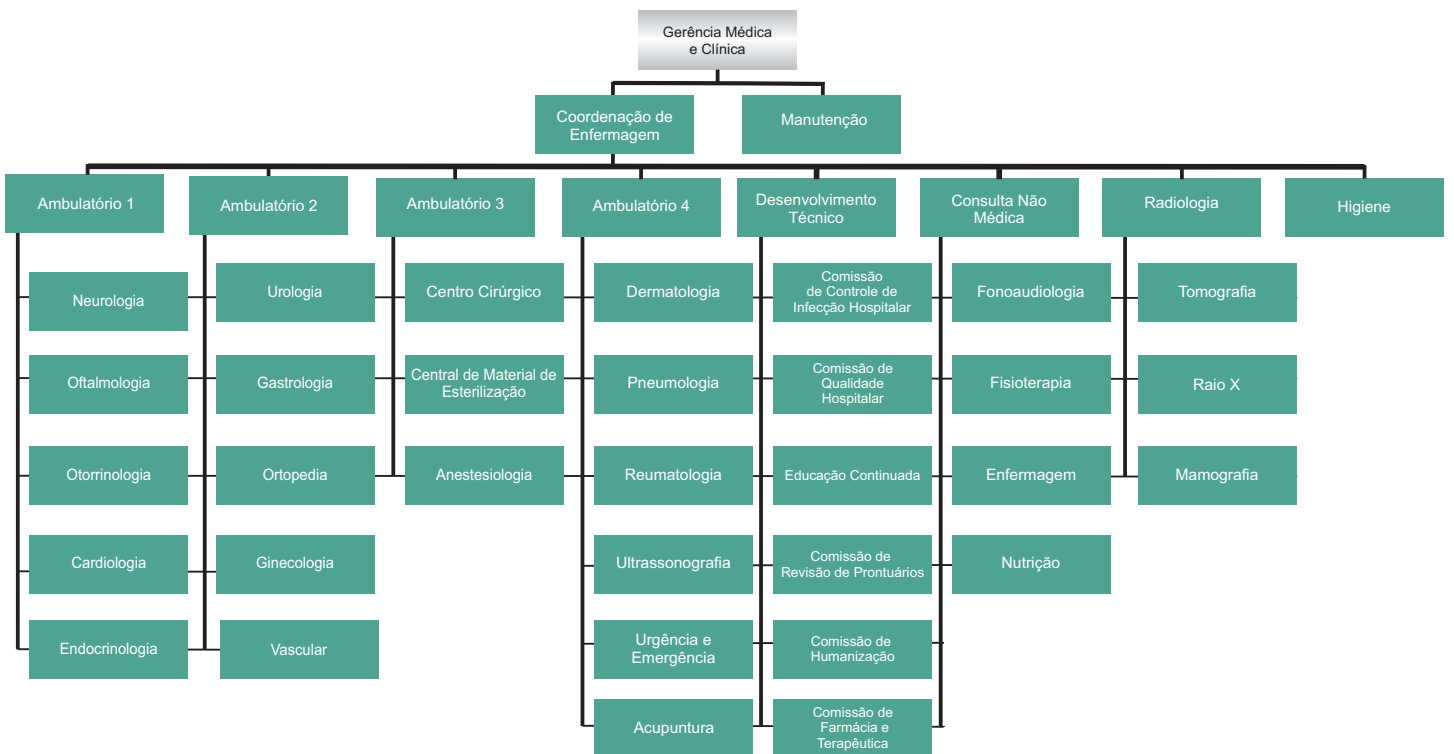 Gerência Médica
e Clínica
Coordenação de
Enfermagem
Manutenção
Ambulatório 1
Ambulatório 2
Ambulatório 3
Ambulatório 4
Desenvolvimento
Técnico
Consulta Não
Médica
Radiologia
Higiene
Neurologia
Urologia
Centro Cirúrgico
Dermatologia
Comissão
de Controle de
Infecção Hospitalar
Fonoaudiologia
Tomografia
Oftalmologia
Gastrologia
Central de Material de
Esterilização
Pneumologia
Comissão de
Qualidade
Hospitalar
Fisioterapia
Raio X
Otorrinologia
Ortopedia
Anestesiologia
Reumatologia
Educação Continuada
Enfermagem
Mamografia
Cardiologia
Ginecologia
Ultrassonografia
Comissão de
Revisão de Prontuários
Nutrição
Endocrinologia
Vascular
Urgência e
Emergência
Comissão de
Humanização
Acupuntura
Comissão de
Farmácia e
Terapêutica